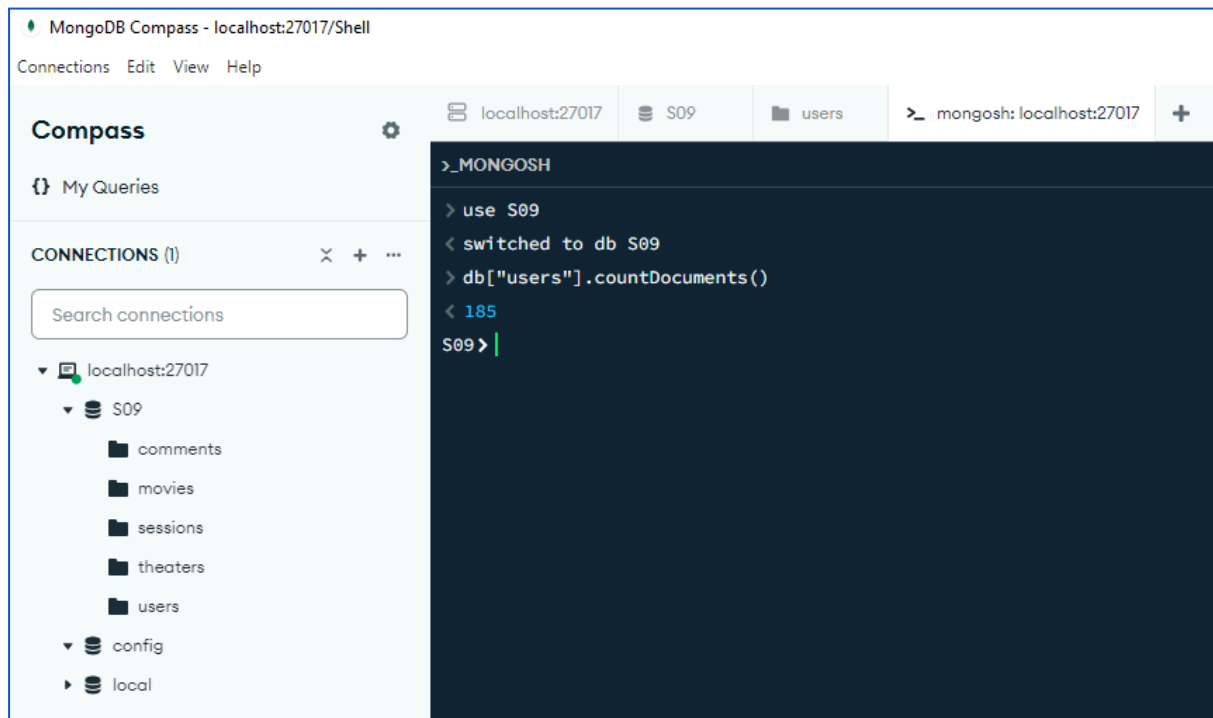 MongoDB Compass - localhost:27017/Shell
Connections Edit View Help
Compass
{} My Queries
CONNECTIONS (1)
Search connections
localhost:27017
S09
comments
movies
sessions
theaters
users
config
local
localhost:27017 S09 users >_ mongosh: localhost:27017 +
>_MONGOSH
> use S09
< switched to db S09
> db["users"].countDocuments()
< 185
S09>